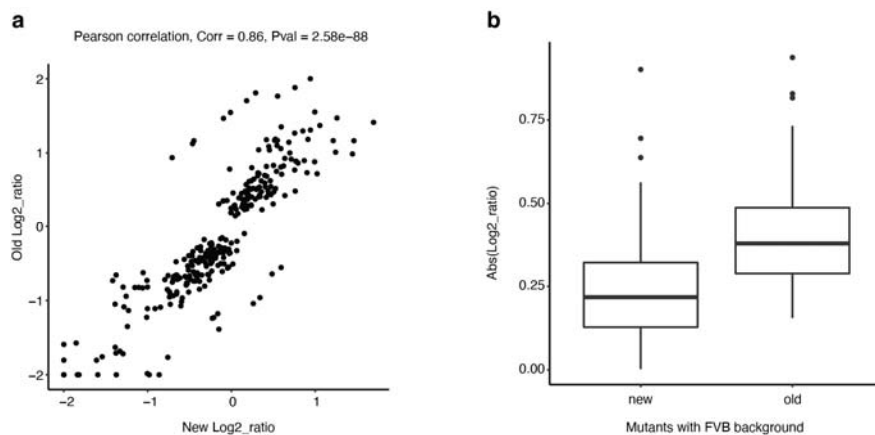 a
Pearson correlation, Corr = 0.86, Pval = 2.58e−88
Old Log2_ratio
2
1
0
−1
−2
−2
−1
0
1
New Log2_ratio
b
Abs(Log2_ratio)
0.75
0.50
0.25
0.00
new
old
Mutants with FVB background